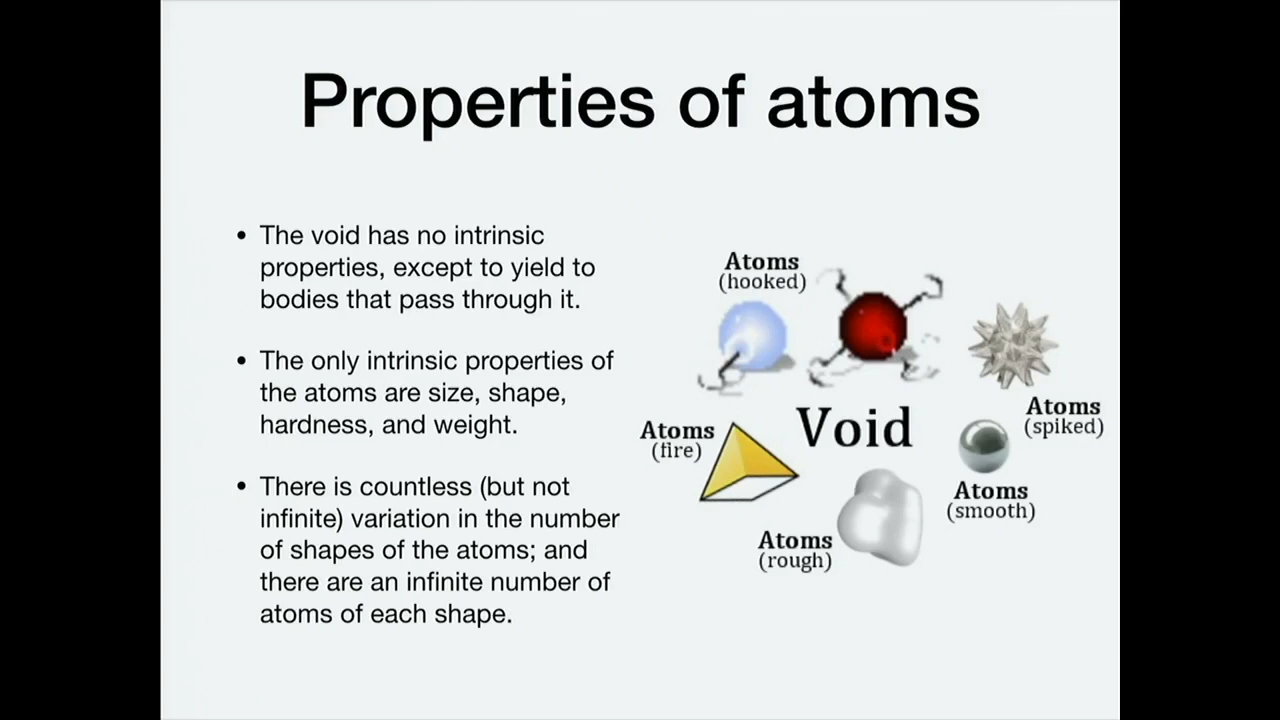 Properties of atoms
• The void has no intrinsic
properties, except to yield to
bodies that pass through it.
• The only intrinsic properties of
the atoms are size, shape,
hardness, and weight.
• There is countless (but not
infinite) variation in the number
of shapes of the atoms; and
there are an infinite number of
atoms of each shape.
Atoms
(hooked)
Atoms
(spiked)
Void
Atoms
(fire)
Atoms
(smooth)
Atoms
(rough)